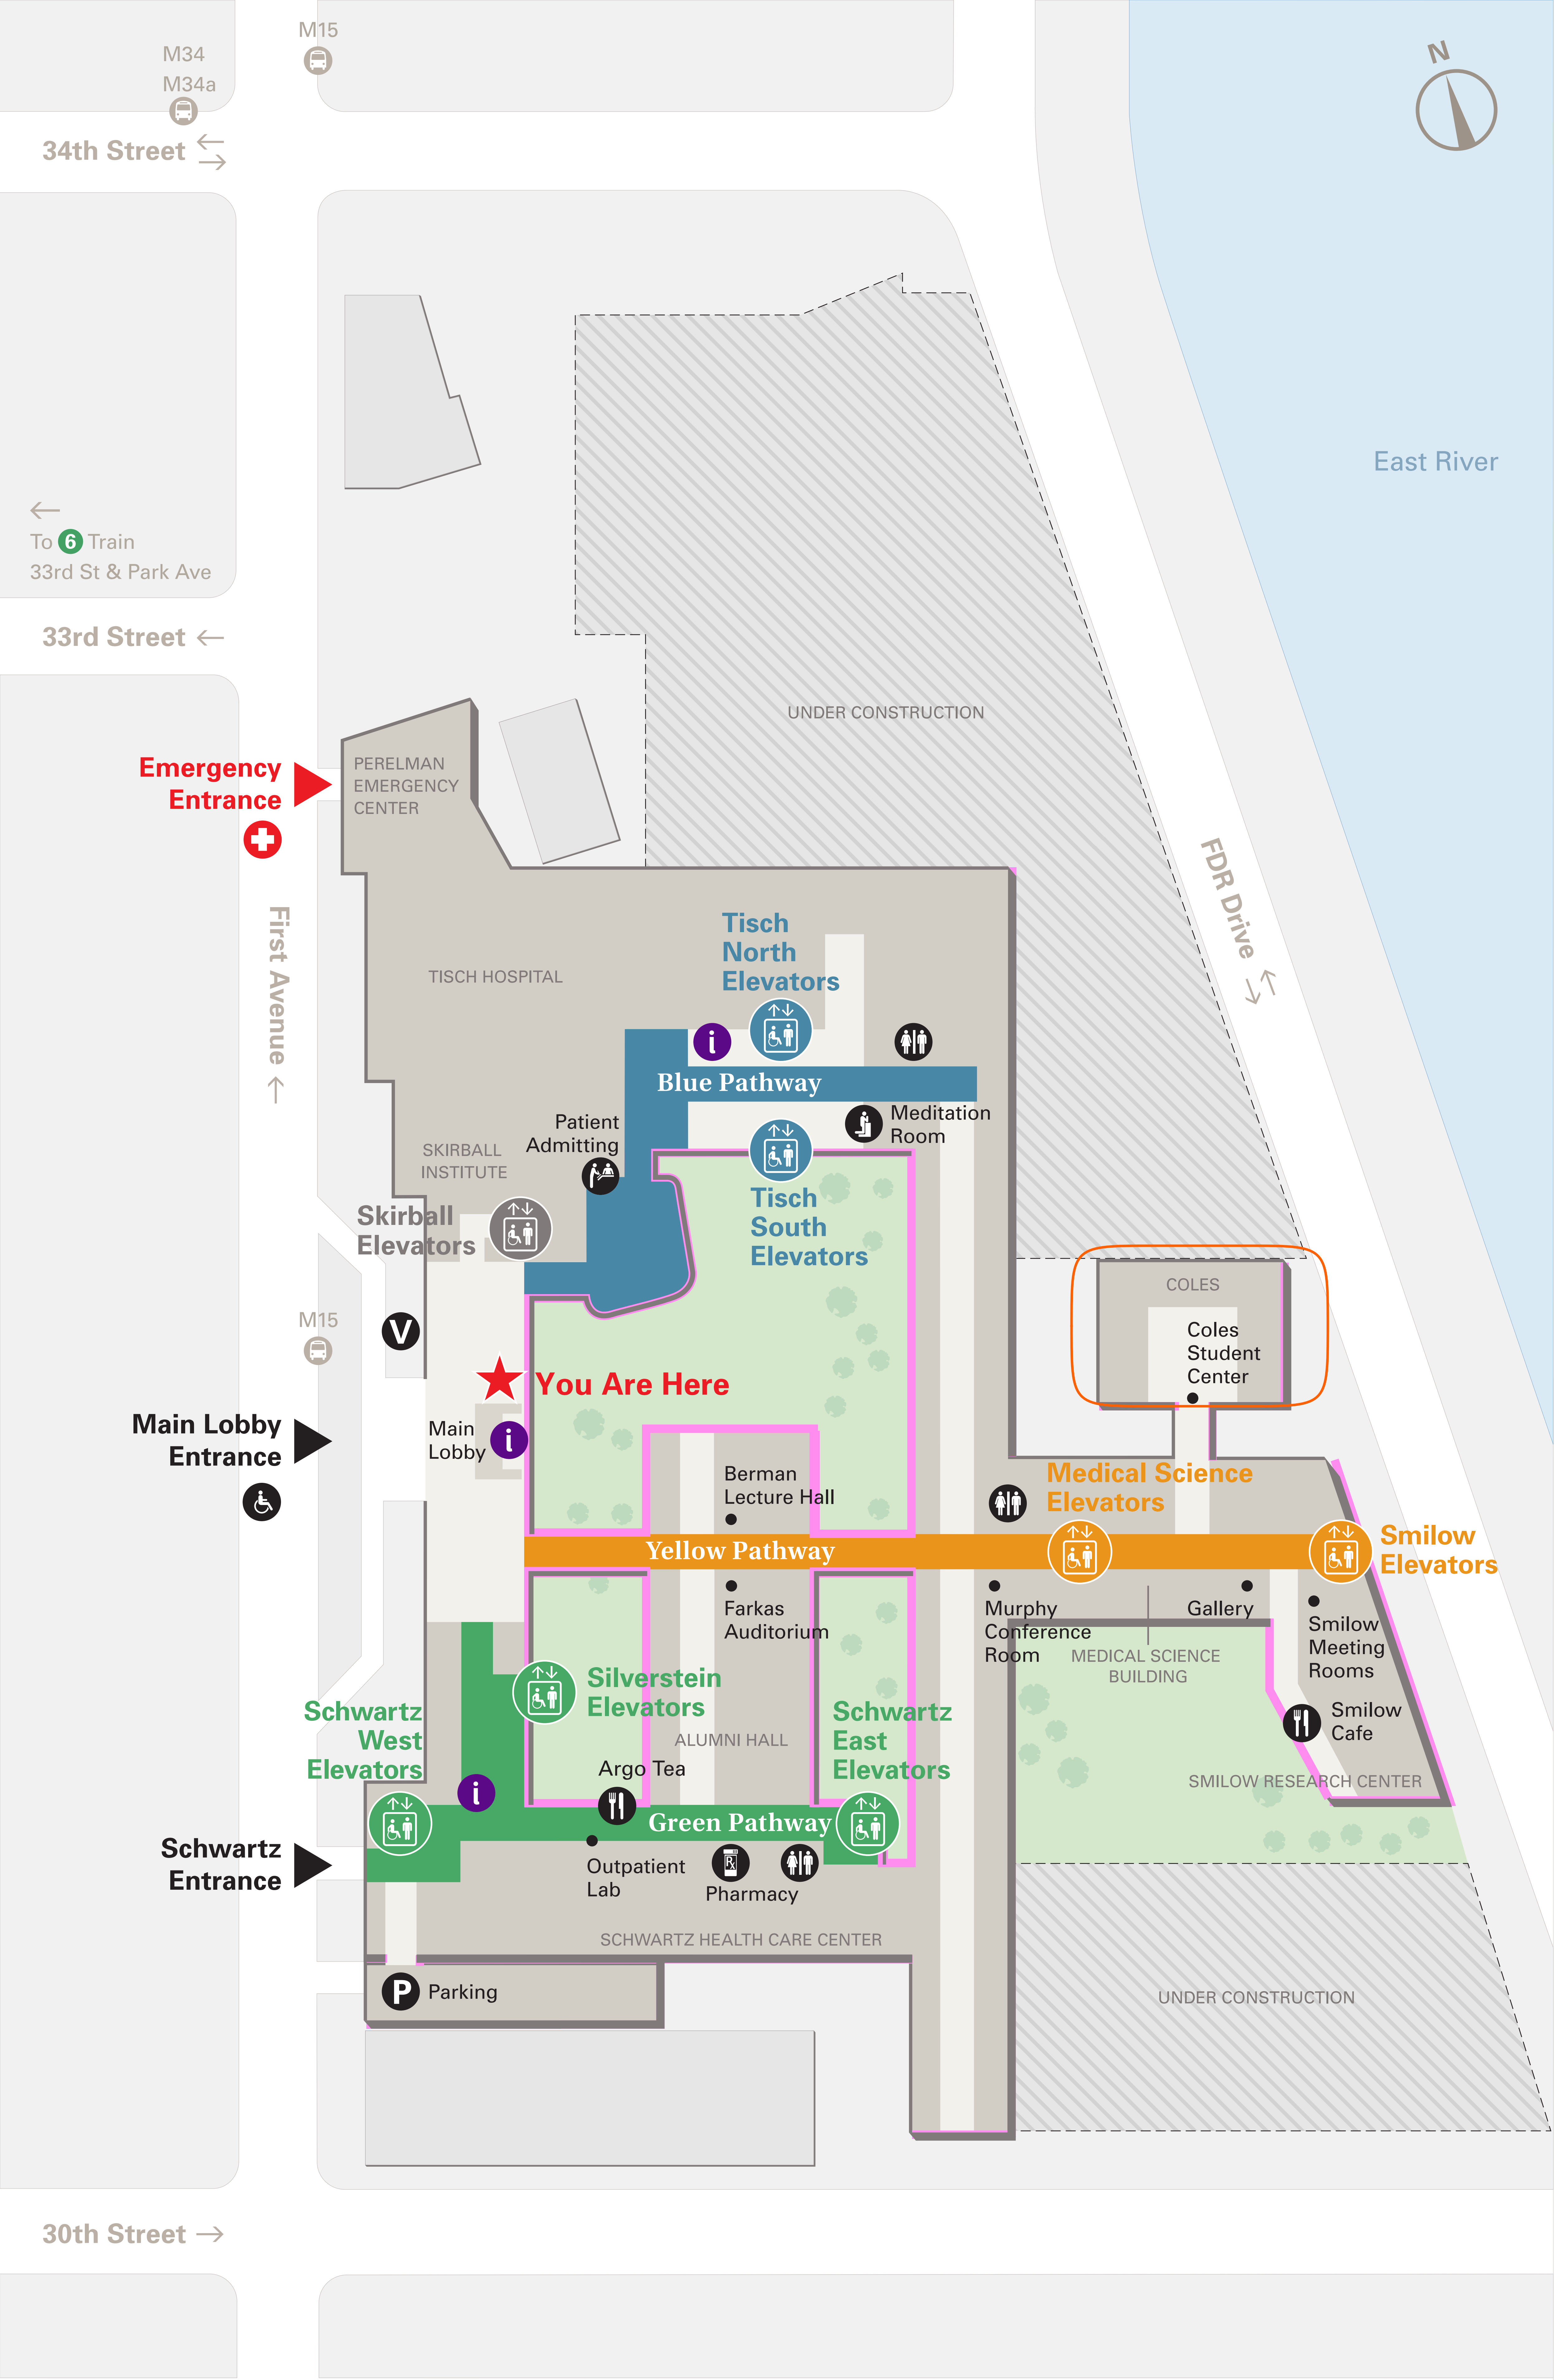 M15
M34
M34a
34th Street
N
East River
To 6 Train
33rd St & Park Ave
33rd Street
UNDER CONSTRUCTION
Emergency
Entrance
PERELMAN
EMERGENCY
CENTER
FDR Drive
First Avenue
TISCH HOSPITAL
Tisch
North
Elevators
i
Blue Pathway
Patient
Admitting
Meditation
Room
SKIRBALL
INSTITUTE
Skirball
Elevators
Tisch
South
Elevators
COLES
Coles
Student
Center
M15
V
You Are Here
Main Lobby
Entrance
Main
Lobby
i
Berman
Lecture Hall
Medical Science
Elevators
Yellow Pathway
Smilow
Elevators
Farkas
Auditorium
Murphy
Conference
Room
Gallery
Smilow
Meeting
Rooms
MEDICAL SCIENCE
BUILDING
Silverstein
Elevators
Schwartz
West
Elevators
Schwartz
East
Elevators
Smilow
Cafe
ALUMNI HALL
Argo Tea
SMILOW RESEARCH CENTER
i
Green Pathway
Schwartz
Entrance
Outpatient
Lab
Rx
Pharmacy
SCHWARTZ HEALTH CARE CENTER
P Parking
UNDER CONSTRUCTION
30th Street